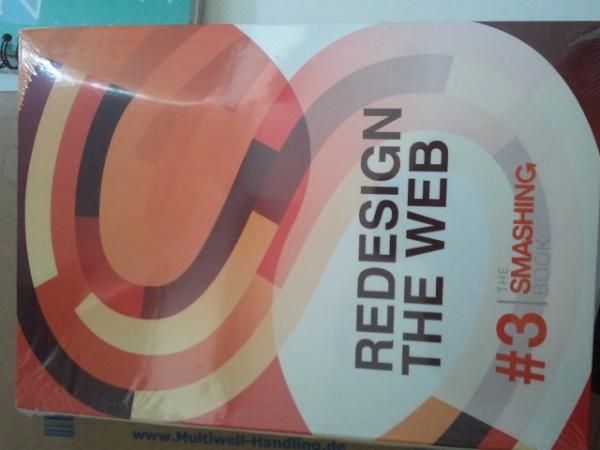 REDESIGN
THE WEB
#3
THE
SMASHING
BOOK
www.Multiwell-Handling.de